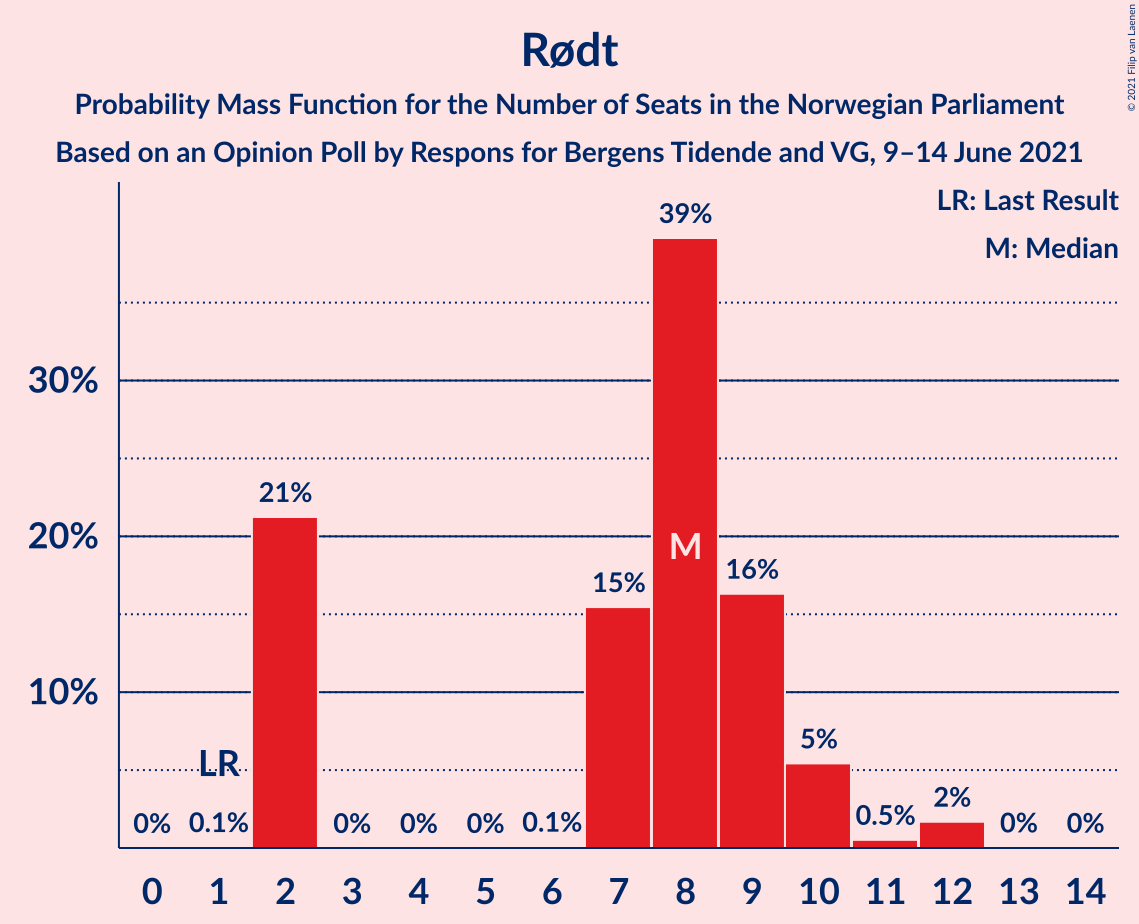 Rødt
Probability Mass Function for the Number of Seats in the Norwegian Parliament
Based on an Opinion Poll by Respons for Bergens Tidende and VG, 9–14 June 2021
© 2021 Filip van Laenen
LR: Last Result
M: Median
39%
30%
21%
20%
M
16%
15%
10%
5%
LR
0% 0.1% 0% 0% 0% 0.1% 0.5% 2% 0% 0%
0 1 2 3 4 5 6 7 8 9 10 11 12 13 14